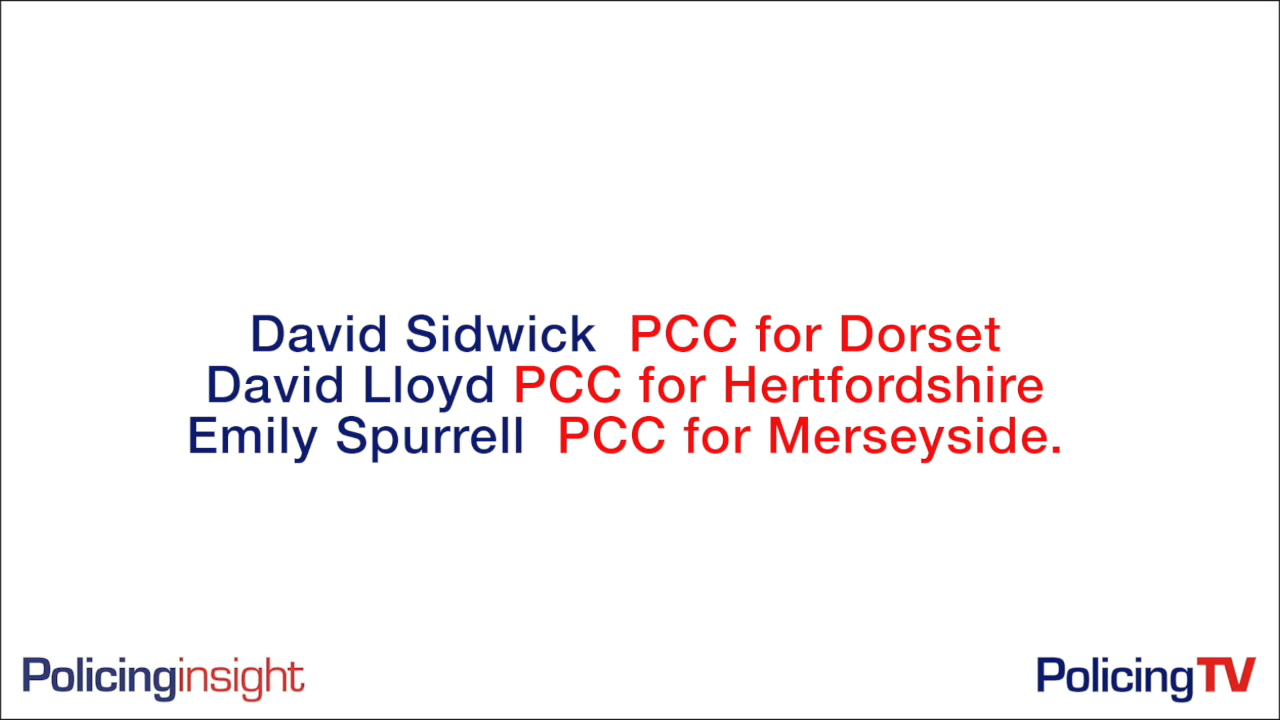 David Sidwick PCC for Dorset
David Lloyd PCC for Hertfordshire
Emily Spurrell PCC for Merseyside.
Policinginsight
PolicingTV